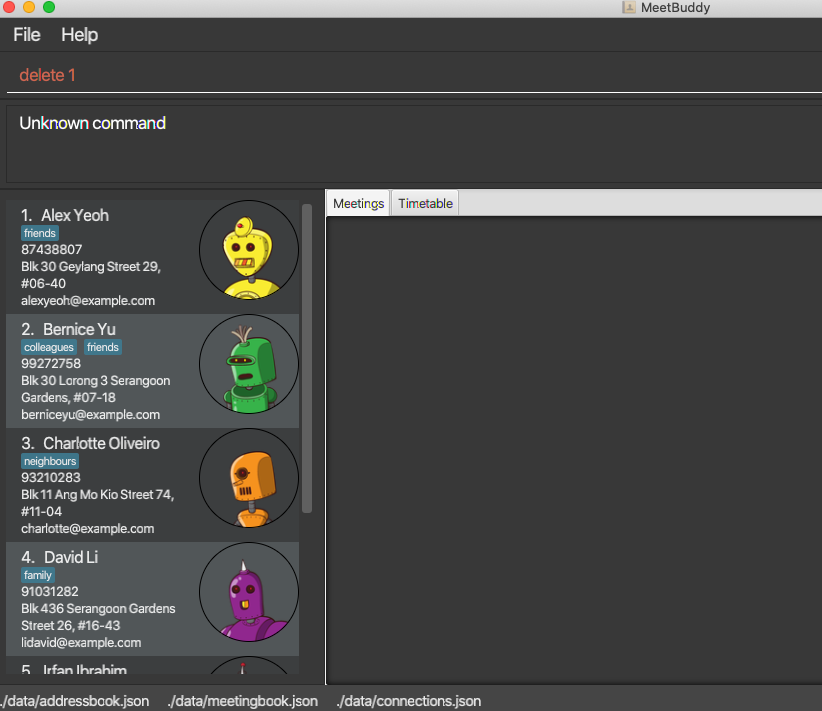 MeetBuddy
File Help
delete 1
Unknown command
Meetings Timetable
1. Alex Yeoh
friends
87438807
Blk 30 Geylang Street 29,
#06-40
alexyeoh@example.com
2. Bernice Yu
colleagues friends
99272758
Blk 30 Lorong 3 Serangoon
Gardens, #07-18
berniceyu@example.com
3. Charlotte Oliveiro
neighbours
93210283
Blk 11 Ang Mo Kio Street 74,
#11-04
charlotte@example.com
4. David Li
family
91031282
Blk 436 Serangoon Gardens
Street 26, #16-43
lidavid@example.com
5. Irfan Ibrahim
./data/addressbook.json ./data/meetingbook.json ./data/connections.json